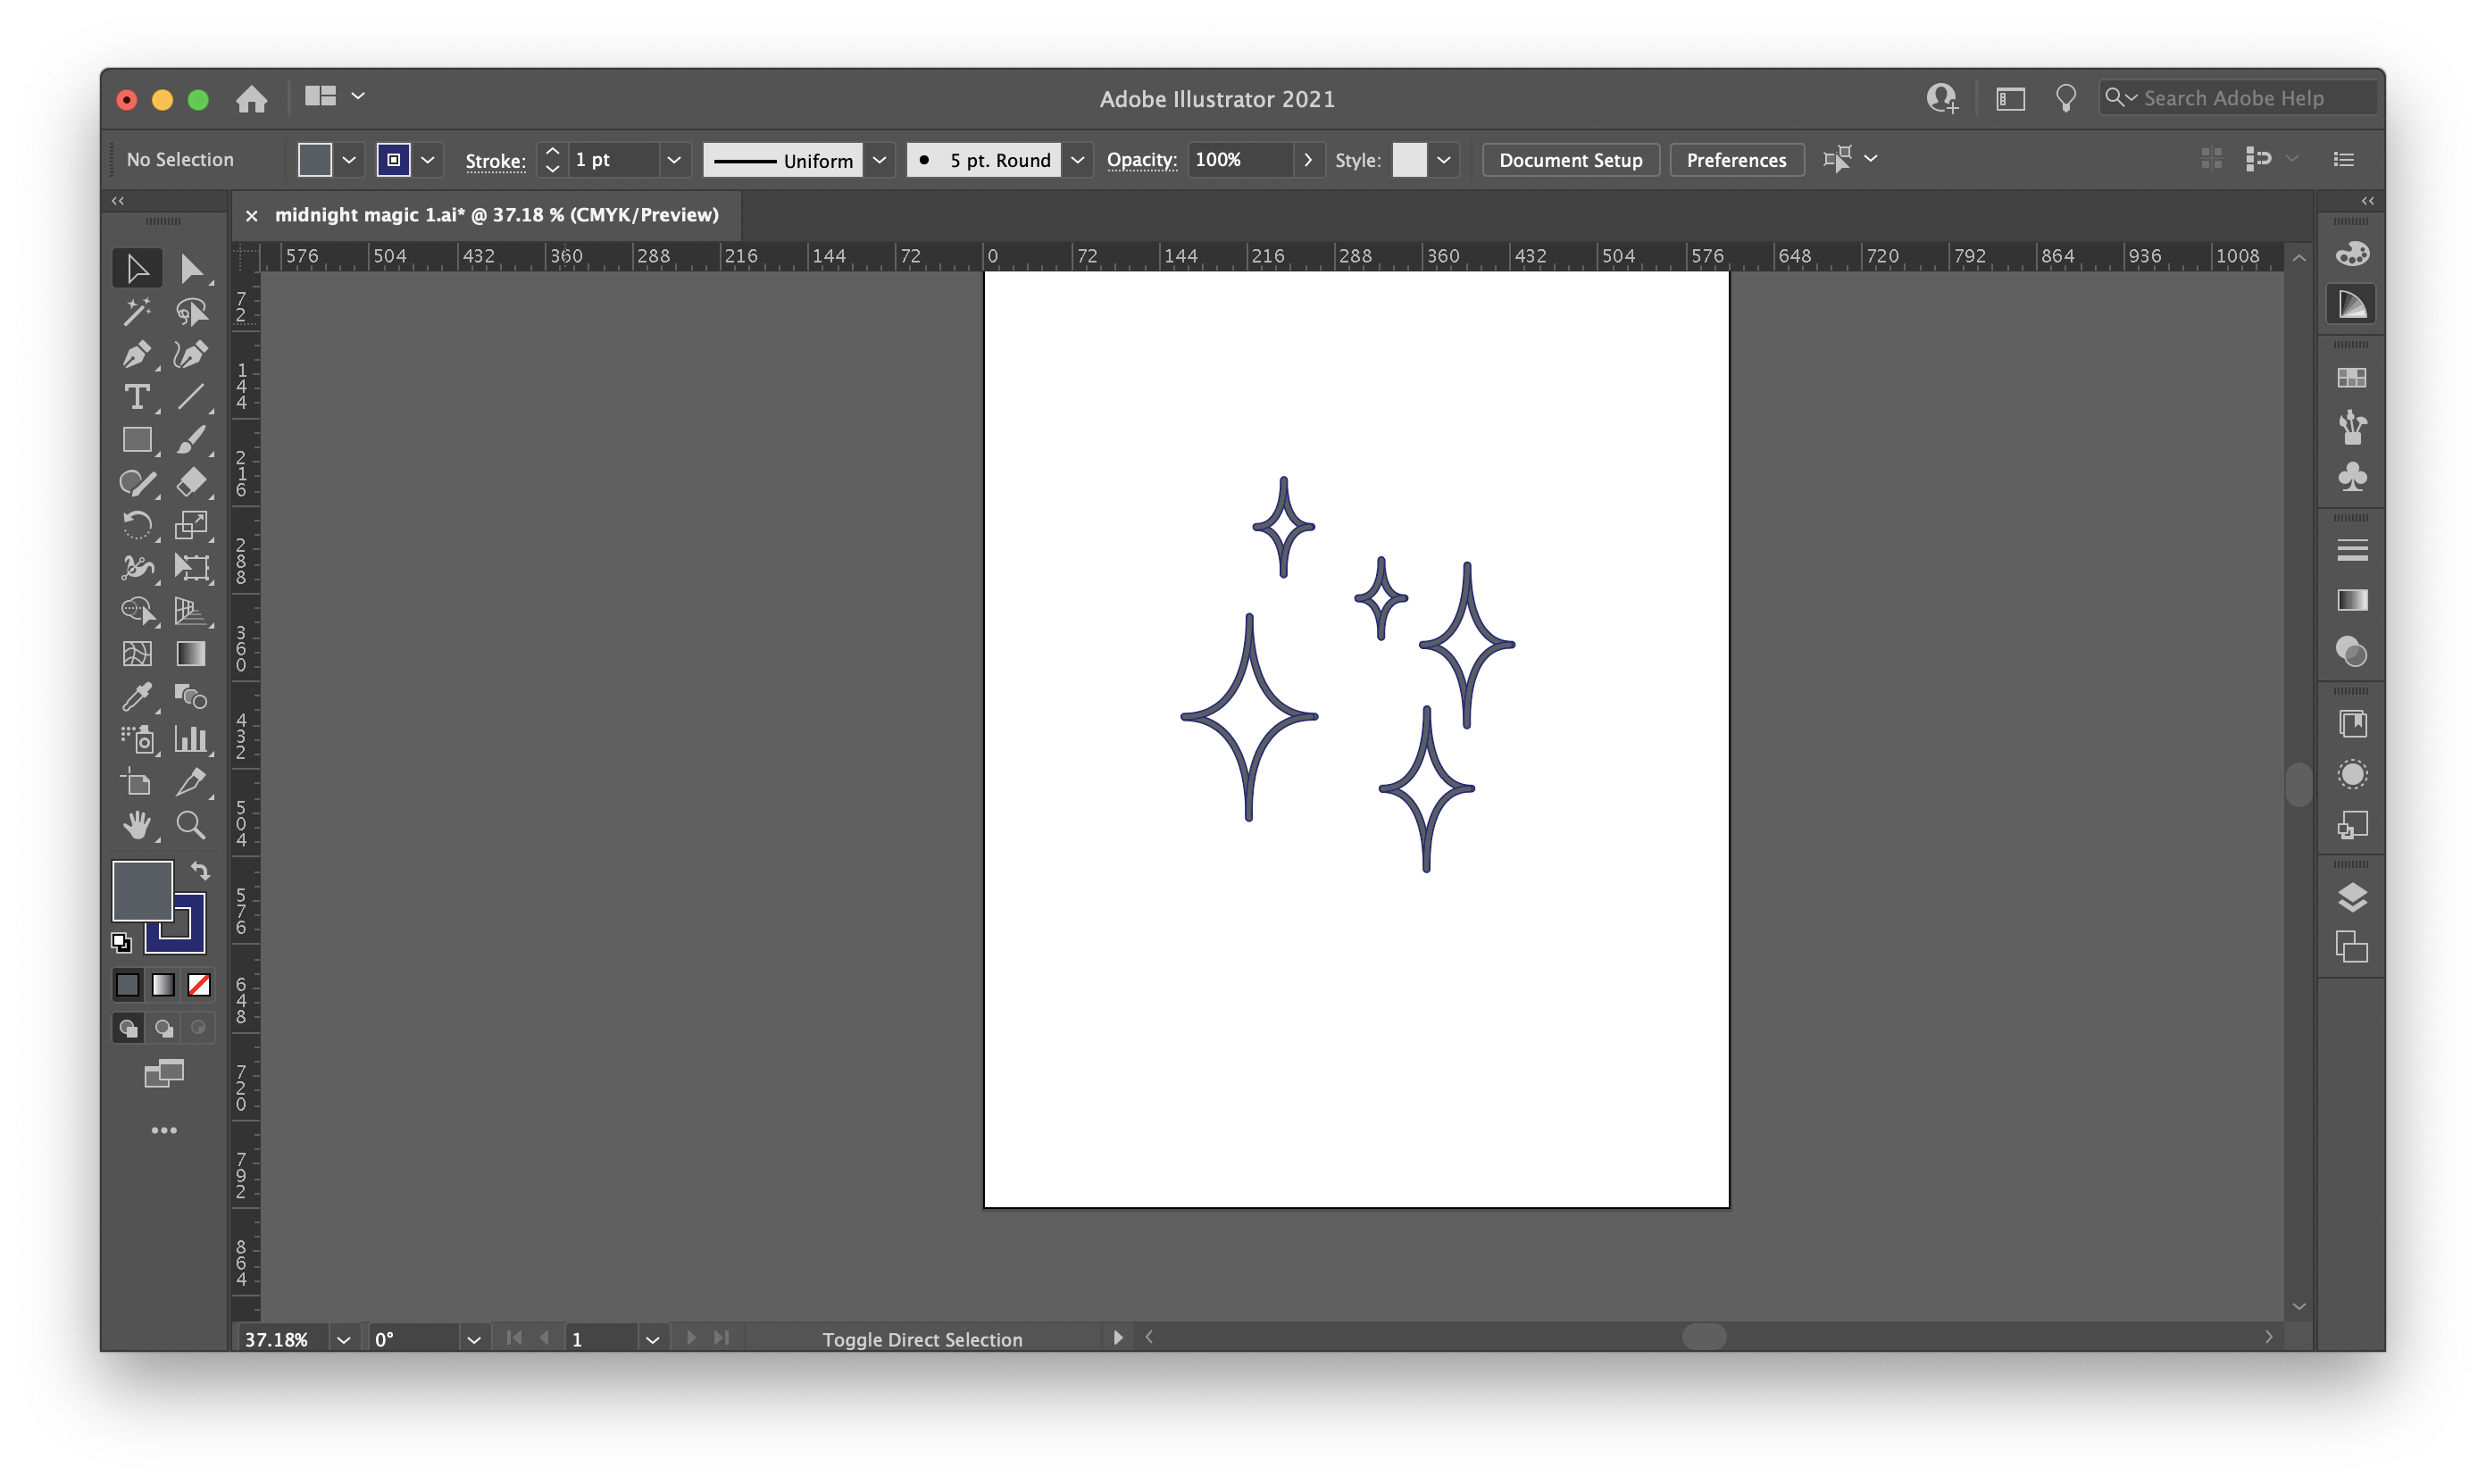 Adobe Illustrator 2021
Search Adobe Help
No Selection
Stroke:
1 pt
Uniform
5 pt. Round
Opacity:
100%
Style:
Document Setup
Preferences
midnight magic 1.ai* @ 37.18 % (CMYK/Preview)
576 504 432 360 288 216 144 72 0 72 144 216 288 360 432 504 576 648 720 792 864 936 1008
72
144
216
288
360
432
504
576
648
720
792
864
37.18%
0°
1
Toggle Direct Selection